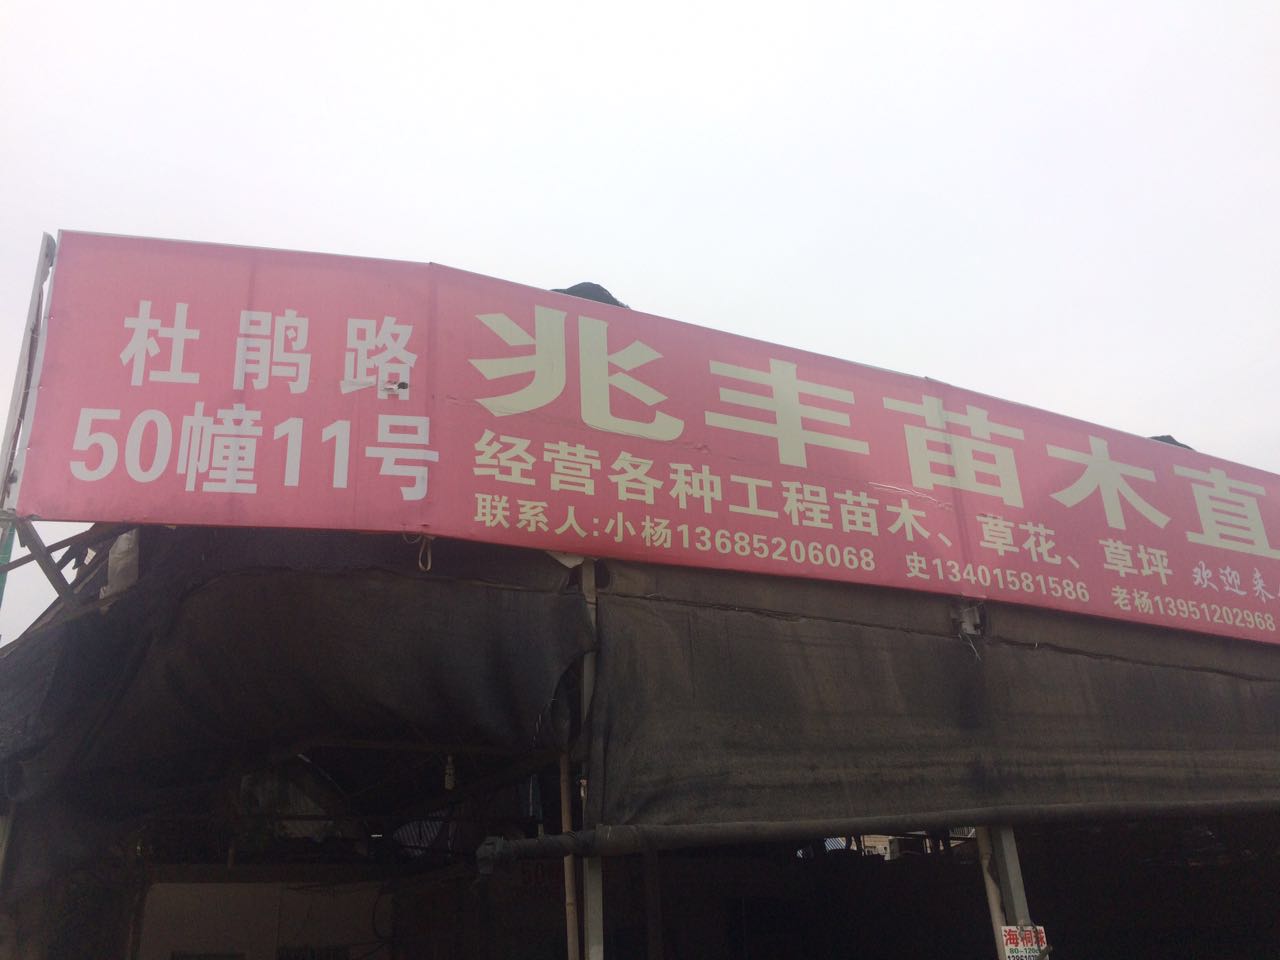 杜鹃路
50幢11号
兆丰苗木直
经营各种工程苗木、草花、草坪 欢迎来
联系人:小杨13685206068 史13401581586 老杨13951202968
海桐球